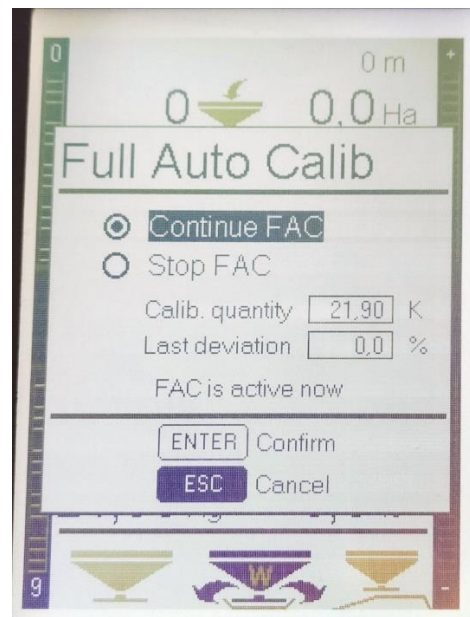 0
0 m
+
0
0,0 Ha
Full Auto Calib
Continue FAC
Stop FAC
Calib. quantity 21,90 K
Last deviation 0,0 %
FAC is active now
ENTER Confirm
ESC Cancel
9
W
-